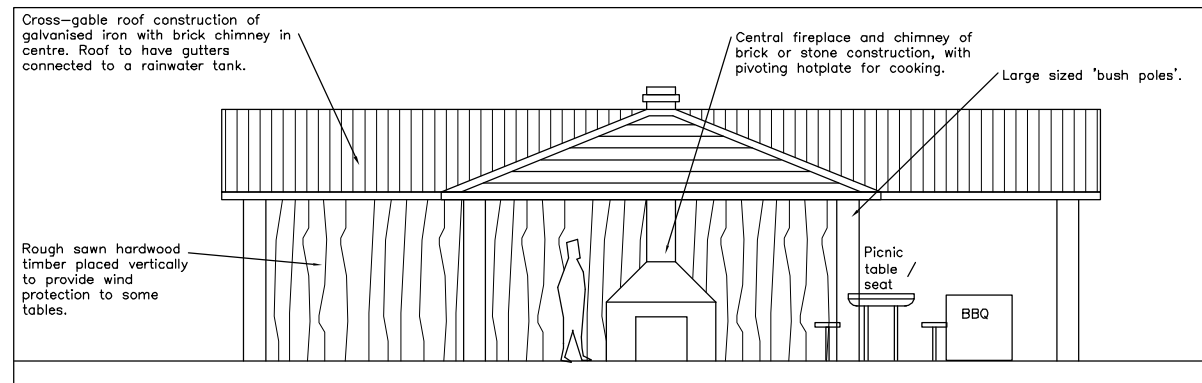 Cross-gable roof construction of
galvanised iron with brick chimney in
centre. Roof to have gutters
connected to a rainwater tank.
Central fireplace and chimney of
brick or stone construction, with
pivoting hotplate for cooking.
Large sized 'bush poles'.
Rough sawn hardwood
timber placed vertically
to provide wind
protection to some
tables.
Picnic
table /
seat
BBQ